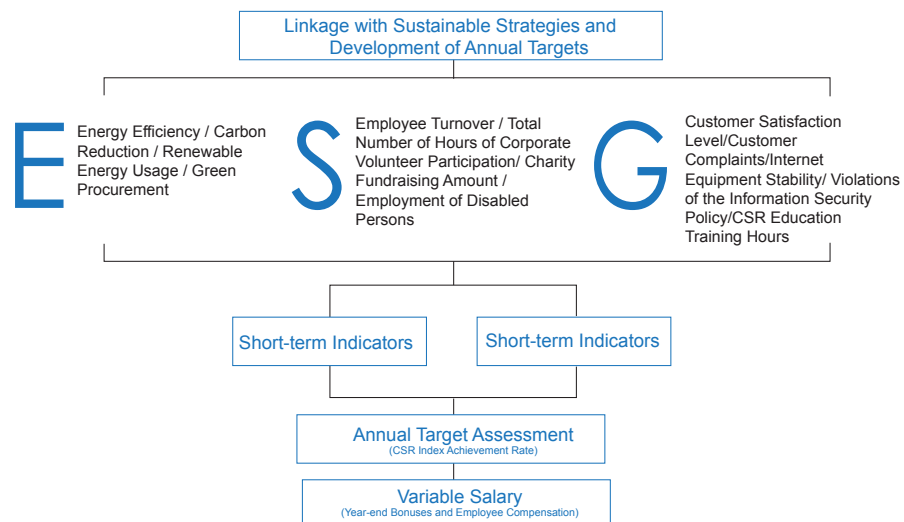 Linkage with Sustainable Strategies and
Development of Annual Targets
E
Energy Efficiency / Carbon
Reduction / Renewable
Energy Usage / Green
Procurement
S
Employee Turnover / Total
Number of Hours of Corporate
Volunteer Participation/ Charity
Fundraising Amount /
Employment of Disabled
Persons
G
Customer Satisfaction
Level/Customer
Complaints/Internet
Equipment Stability/ Violations
of the Information Security
Policy/CSR Education
Training Hours
Short-term Indicators
Short-term Indicators
Annual Target Assessment
(CSR Index Achievement Rate)
Variable Salary
(Year-end Bonuses and Employee Compensation)